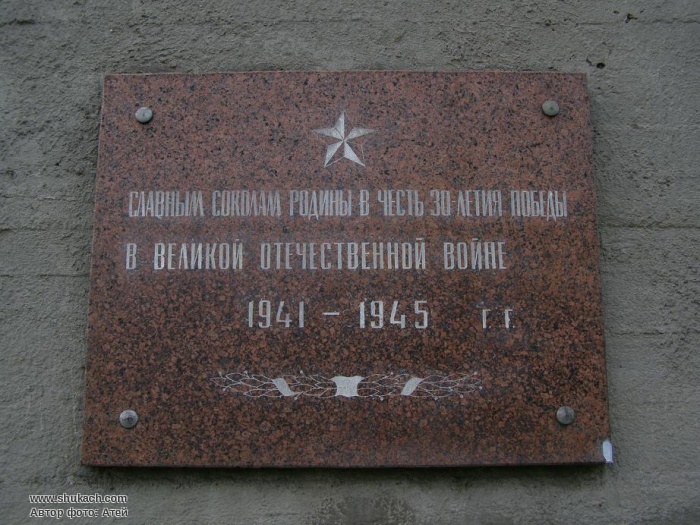 СЛАВНЫМ СОКОЛАМ РОДИНЫ В ЧЕСТЬ 30-ЛЕТИЯ ПОБЕДЫ
В ВЕЛИКОЙ ОТЕЧЕСТВЕННОЙ ВОЙНЕ
1941 – 1945 г.г.
www.shukach.com
Автор фото: Атей